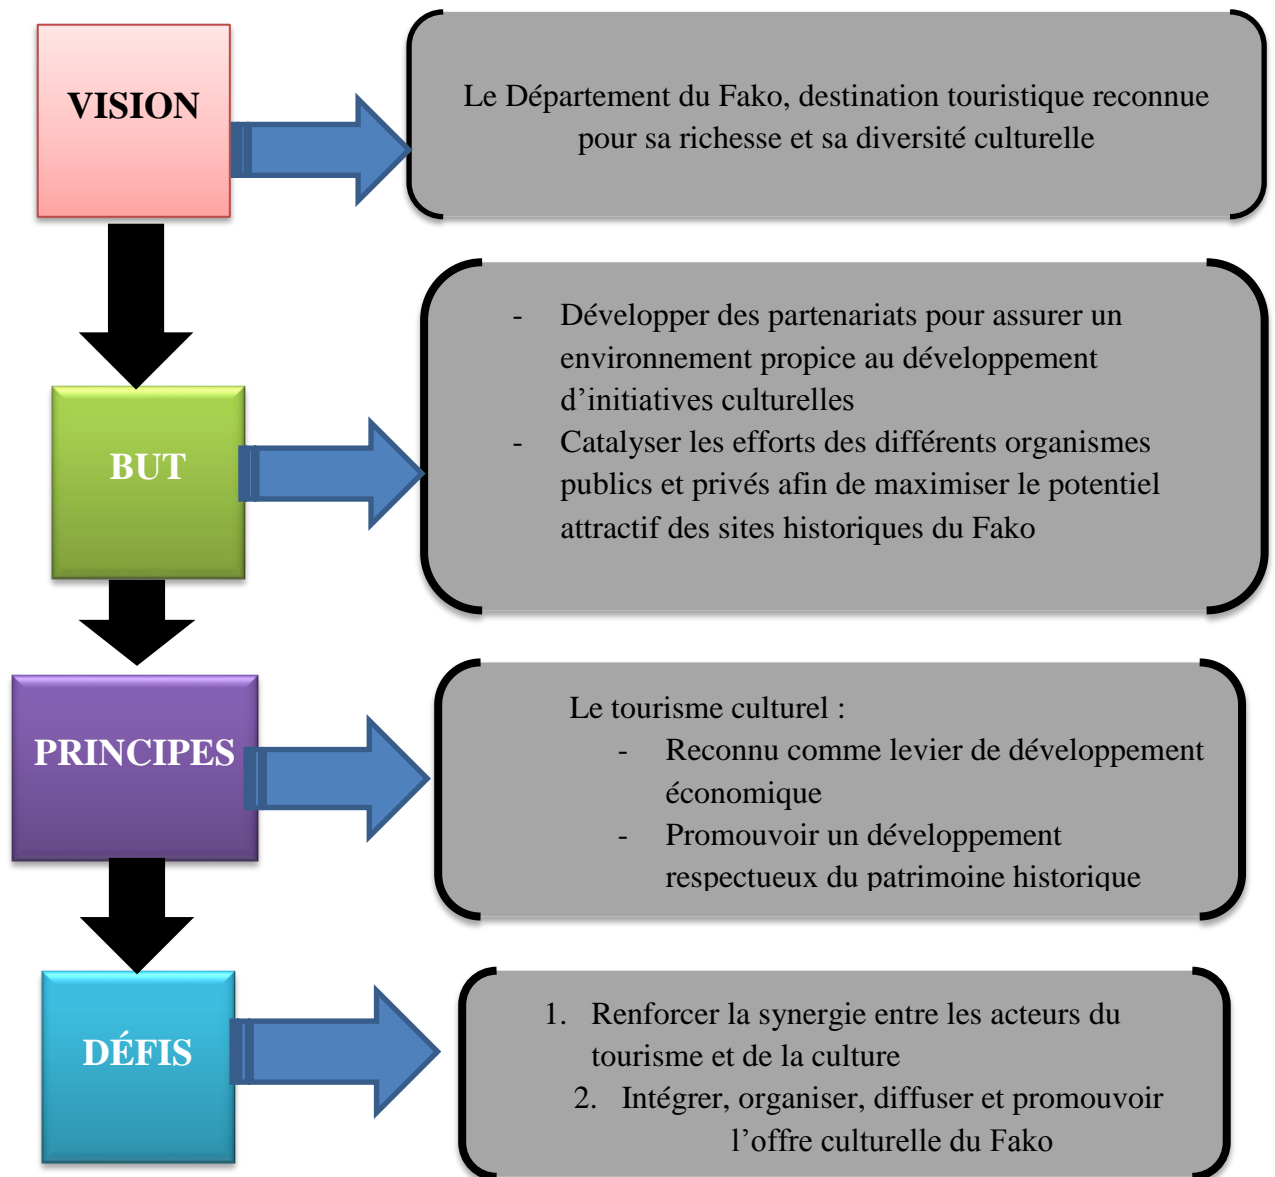 VISION
Le Département du Fako, destination touristique reconnue
pour sa richesse et sa diversité culturelle
BUT
- Développer des partenariats pour assurer un
environnement propice au développement
d’initiatives culturelles
- Catalyser les efforts des différents organismes
publics et privés afin de maximiser le potentiel
attractif des sites historiques du Fako
PRINCIPES
Le tourisme culturel :
- Reconnu comme levier de développement
économique
- Promouvoir un développement
respectueux du patrimoine historique
DÉFIS
1. Renforcer la synergie entre les acteurs du
tourisme et de la culture
2. Intégrer, organiser, diffuser et promouvoir
l’offre culturelle du Fako